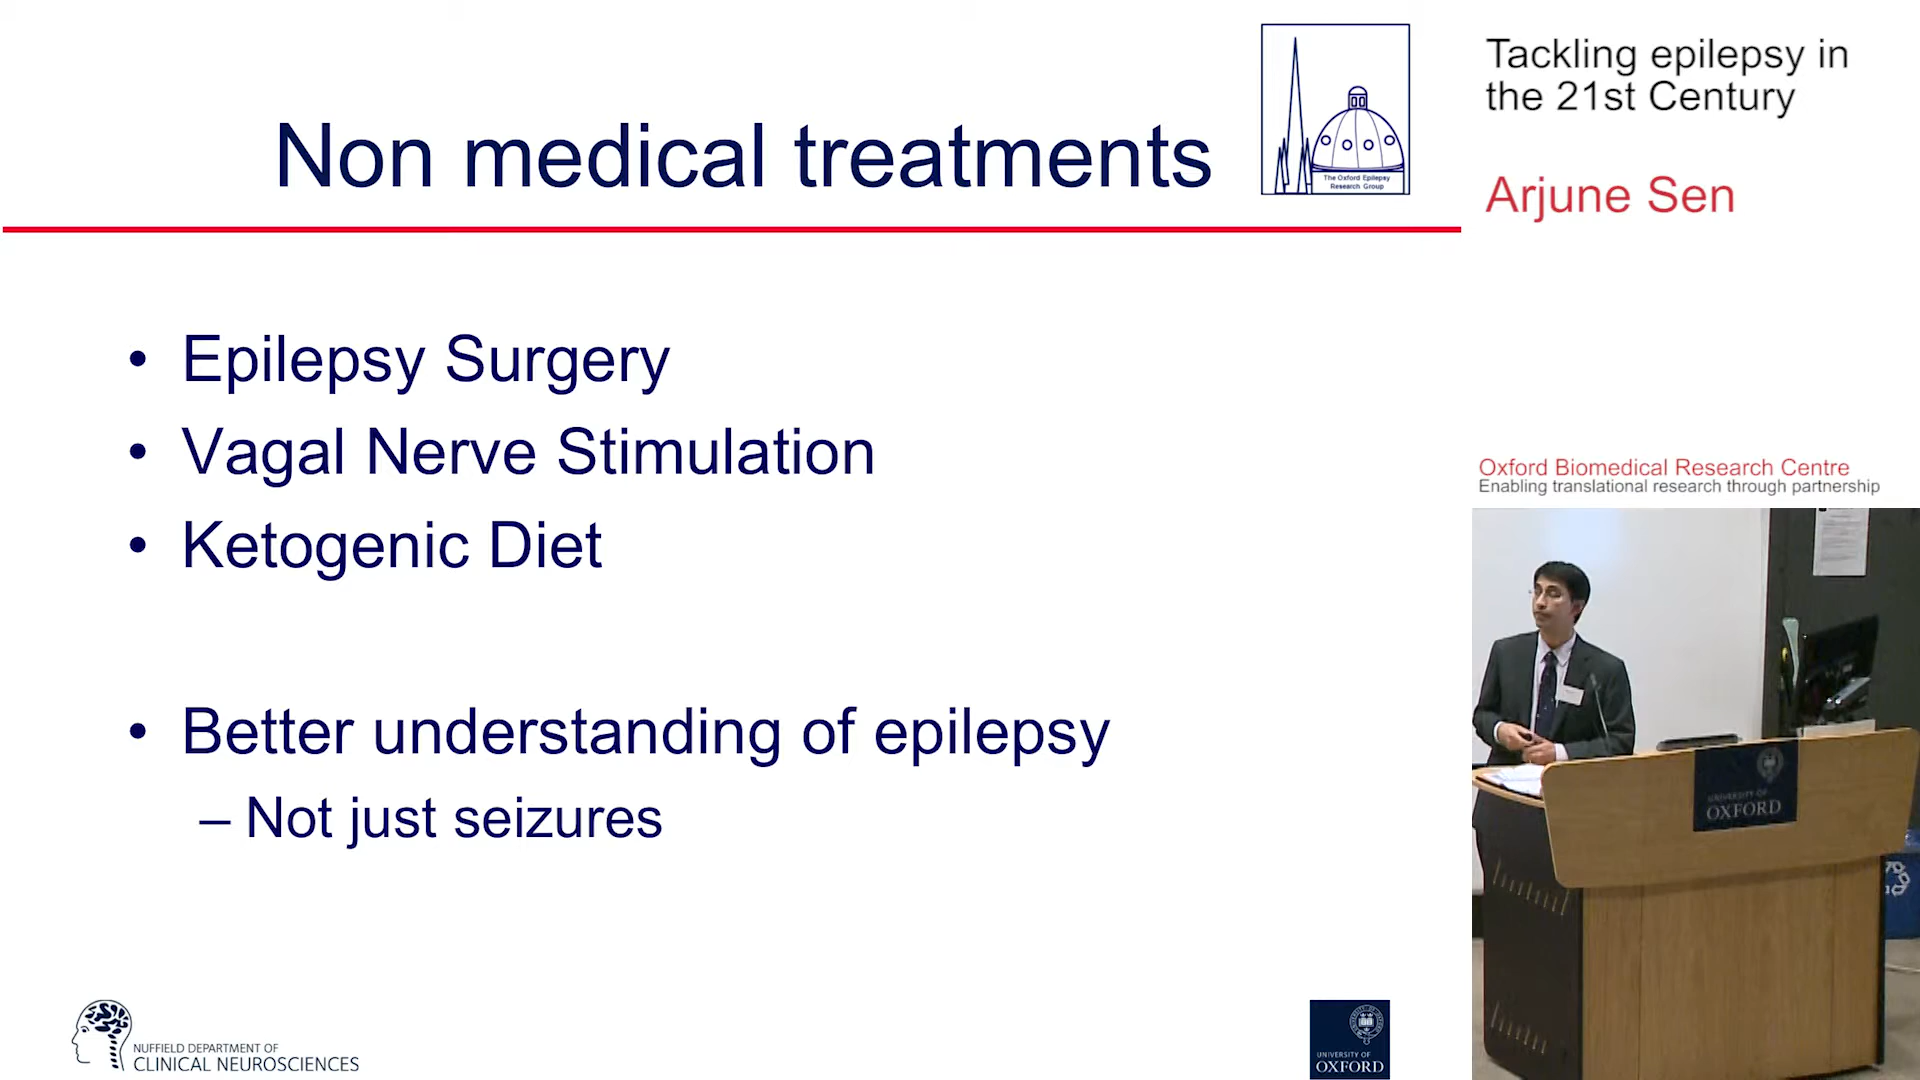 Non medical treatments
The Oxford Epilepsy
Research Group
Tackling epilepsy in
the 21st Century
Arjune Sen
• Epilepsy Surgery
• Vagal Nerve Stimulation
• Ketogenic Diet
• Better understanding of epilepsy
– Not just seizures
Oxford Biomedical Research Centre
Enabling translational research through partnership
UNIVERSITY OF
OXFORD
NUFFIELD DEPARTMENT OF
CLINICAL NEUROSCIENCES
UNIVERSITY OF
OXFORD